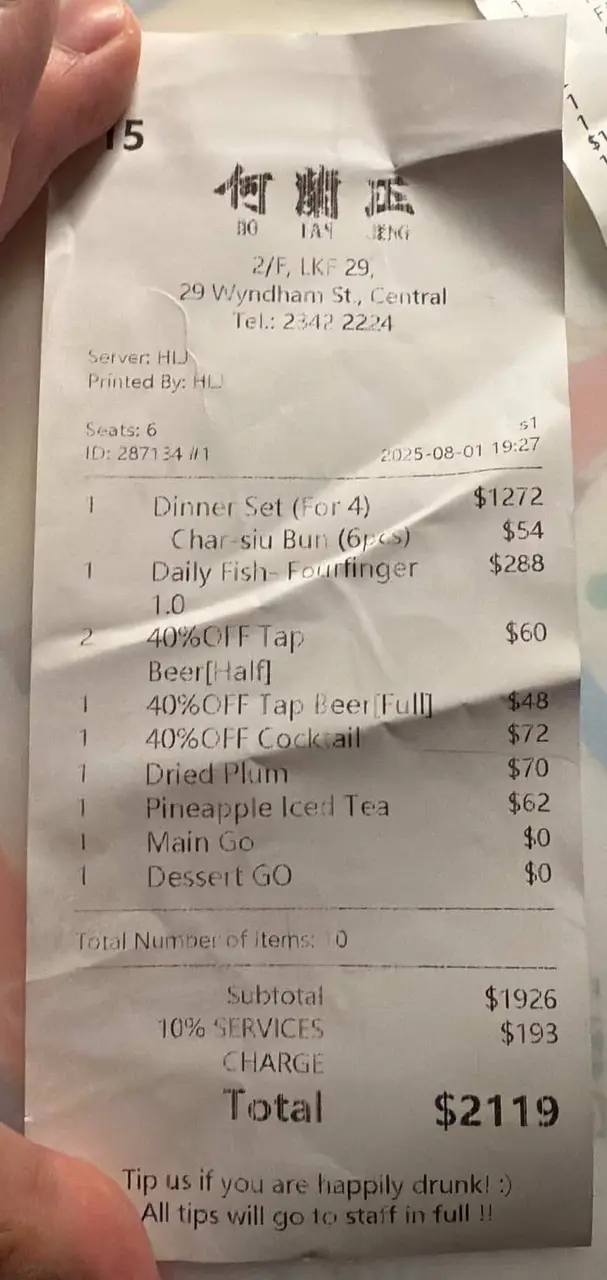 15
何蘭正
HO LAN JENG
2/F, LKF 29,
29 Wyndham St., Central
Tel.: 2342 2224
Server: HLJ
Printed By: HLJ
s1
Seats: 6
ID: 287134 #1 2025-08-01 19:27
1 Dinner Set (For 4) $1272
Char-siu Bun (6pcs) $54
1 Daily Fish- Fourfinger $288
1.0
2 40%OFF Tap $60
Beer[Half]
1 40%OFF Tap Beer[Full] $48
1 40%OFF Cocktail $72
1 Dried Plum $70
1 Pineapple Iced Tea $62
1 Main Go $0
1 Dessert GO $0
Total Number of items: 10
Subtotal $1926
10% SERVICES $193
CHARGE
Total $2119
Tip us if you are happily drunk! :)
All tips will go to staff in full !!